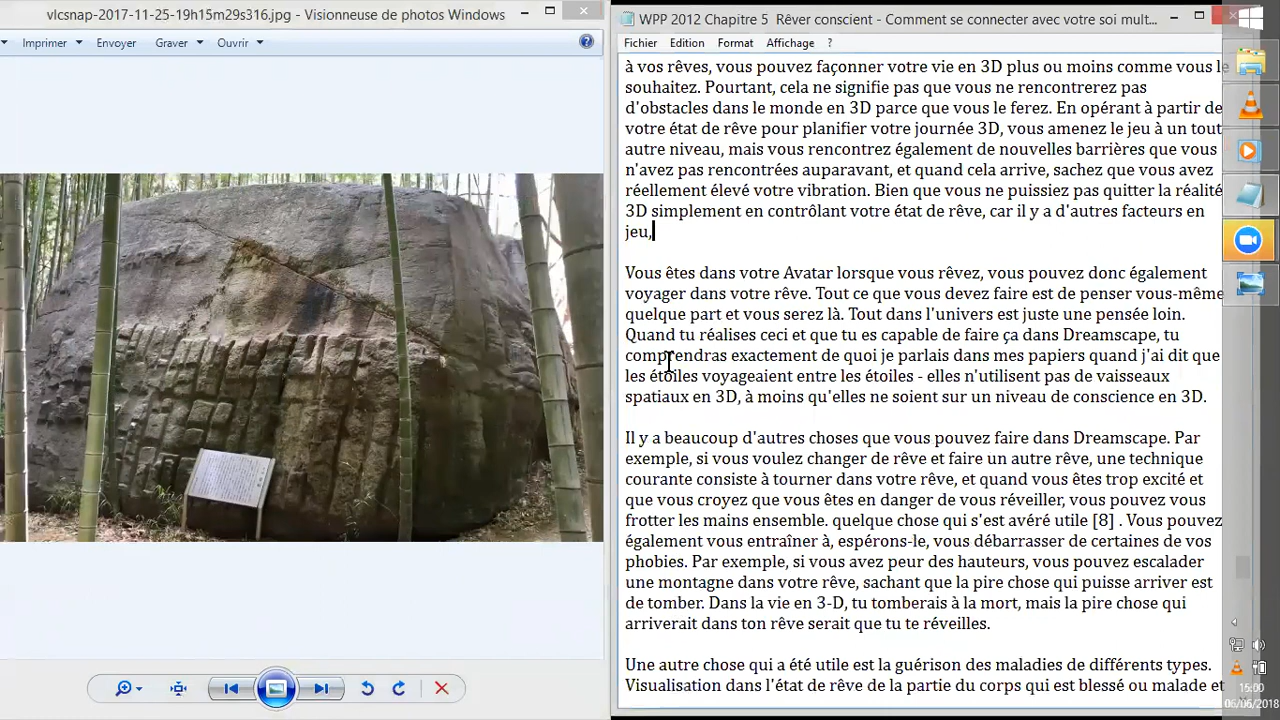 vlcsnap-2017-11-25-19h15m29s316.jpg - Visionneuse de photos Windows
Imprimer Envoyer Graver Ouvrir
WPP 2012 Chapitre 5 Rêver conscient - Comment se connecter avec votre soi mult...
Fichier Edition Format Affichage ?
à vos rêves, vous pouvez façonner votre vie en 3D plus ou moins comme vous le
souhaitez. Pourtant, cela ne signifie pas que vous ne rencontrerez pas
d'obstacles dans le monde en 3D parce que vous le ferez. En opérant à partir de
votre état de rêve pour planifier votre journée 3D, vous amenez le jeu à un tout
autre niveau, mais vous rencontrez également de nouvelles barrières que vous
n'avez pas rencontrées auparavant, et quand cela arrive, sachez que vous avez
réellement élevé votre vibration. Bien que vous ne puissiez pas quitter la réalité
3D simplement en contrôlant votre état de rêve, car il y a d'autres facteurs en
jeu,
Vous êtes dans votre Avatar lorsque vous rêvez, vous pouvez donc également
voyager dans votre rêve. Tout ce que vous devez faire est de penser vous-même
quelque part et vous serez là. Tout dans l'univers est juste une pensée loin.
Quand tu réalises ceci et que tu es capable de faire ça dans Dreamscape, tu
comprendras exactement de quoi je parlais dans mes papiers quand j'ai dit que
les étoiles voyageaient entre les étoiles - elles n'utilisent pas de vaisseaux
spatiaux en 3D, à moins qu'elles ne soient sur un niveau de conscience en 3D.
Il y a beaucoup d'autres choses que vous pouvez faire dans Dreamscape. Par
exemple, si vous voulez changer de rêve et faire un autre rêve, une technique
courante consiste à tourner dans votre rêve, et quand vous êtes trop excité et
que vous croyez que vous êtes en danger de vous réveiller, vous pouvez vous
frotter les mains ensemble. quelque chose qui s'est avéré utile [8] . Vous pouvez
également vous entraîner à, espérons-le, vous débarrasser de certaines de vos
phobies. Par exemple, si vous avez peur des hauteurs, vous pouvez escalader
une montagne dans votre rêve, sachant que la pire chose qui puisse arriver est
de tomber. Dans la vie en 3-D, tu tomberais à la mort, mais la pire chose qui
arriverait dans ton rêve serait que tu te réveilles.
Une autre chose qui a été utile est la guérison des maladies de différents types.
Visualisation dans l'état de rêve de la partie du corps qui est blessé ou malade et
15:00
06/06/2018